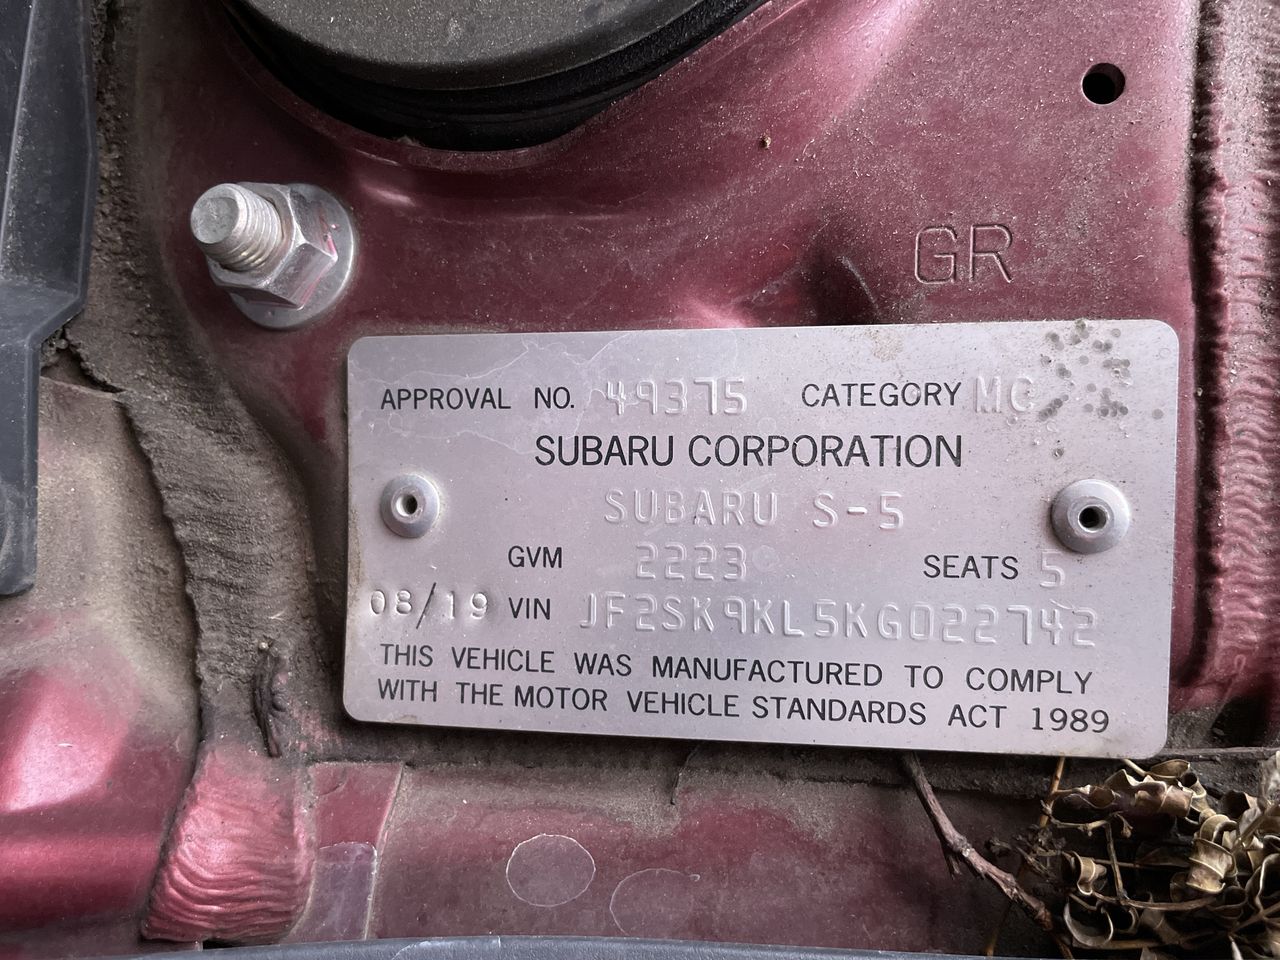 GR
APPROVAL NO. 49375 CATEGORY MC
SUBARU CORPORATION
SUBARU S-5
GVM 2223 SEATS 5
08/19 VIN JF2SK9KL5KG022742
THIS VEHICLE WAS MANUFACTURED TO COMPLY
WITH THE MOTOR VEHICLE STANDARDS ACT 1989